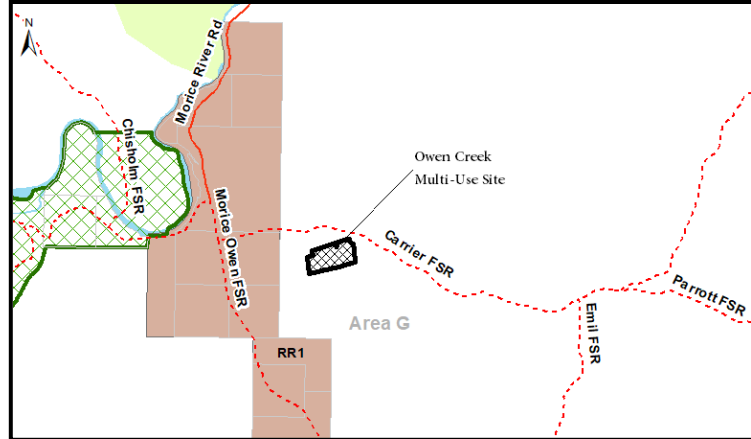 N
Morice River Rd
Chisholm FSR
Owen Creek
Multi-Use Site
Morice Owen FSR
Carrier FSR
Parrott FSR
Emil FSR
Area G
RR1